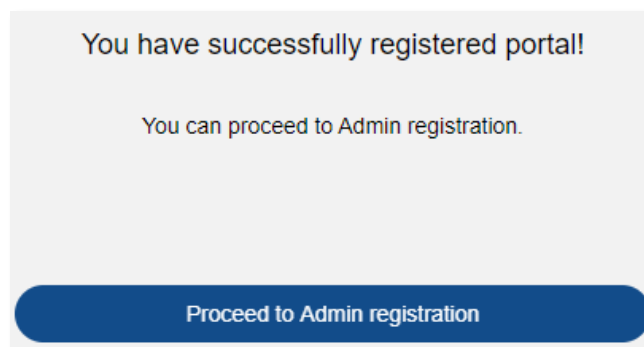 You have successfully registered portal!
You can proceed to Admin registration.
Proceed to Admin registration